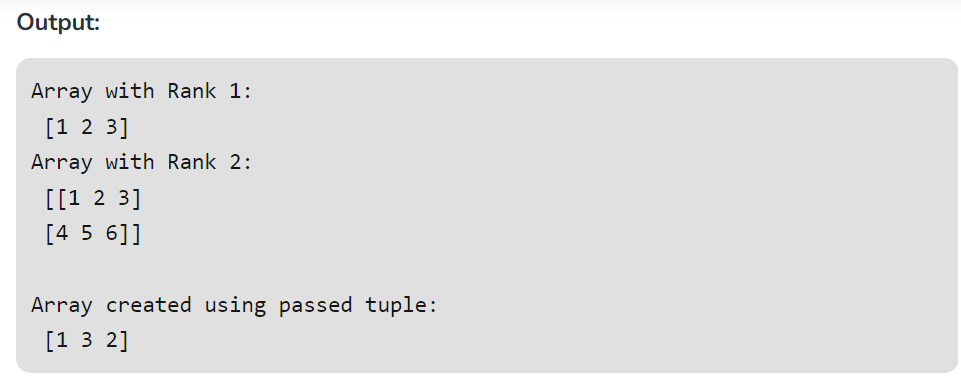 Output:
Array with Rank 1:
 [1 2 3]
Array with Rank 2:
 [[1 2 3]
 [4 5 6]]

Array created using passed tuple:
 [1 3 2]